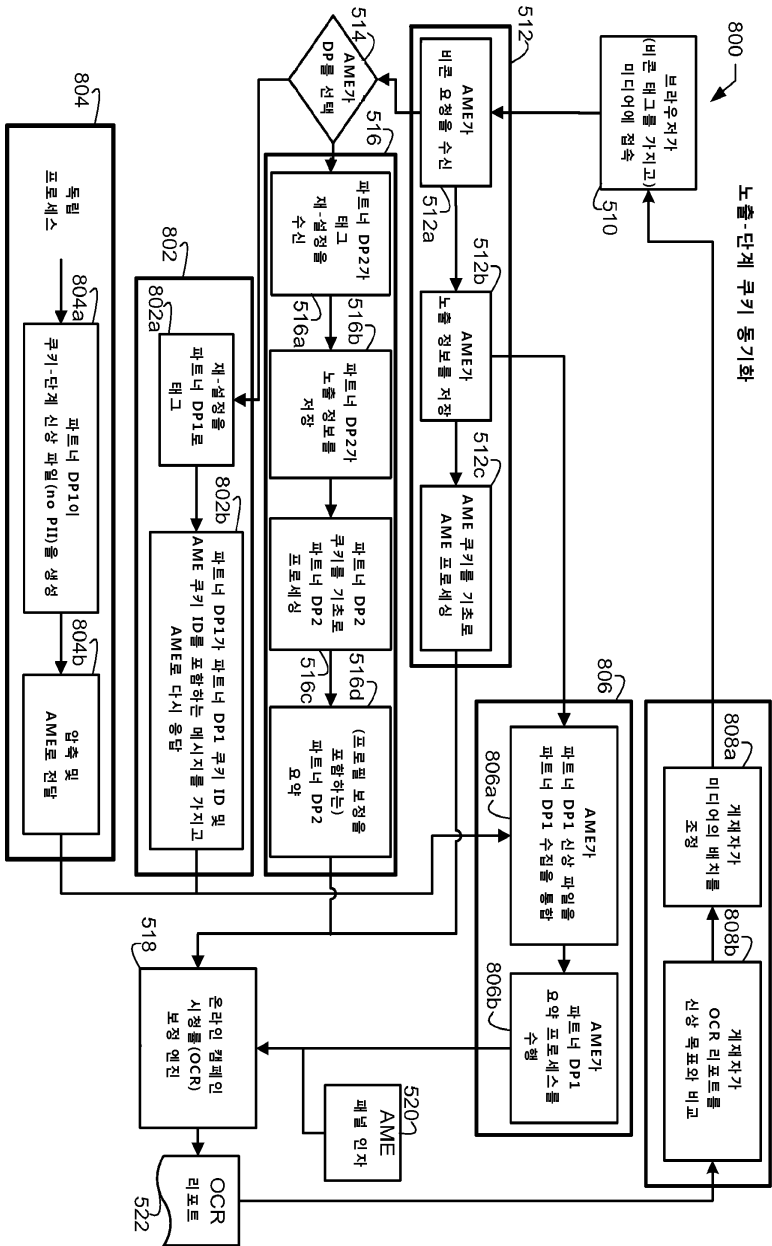 노출-단계 쿠키 동기화
800
브라우저가
(비콘 태그를 가지고)
미디어에 접속
510
512
AME가
비콘 요청을 수신
512a
512b
AME가
노출 정보를 저장
512c
AME 쿠키를 기초로
AME 프로세싱
514
AME가
DP를 선택
516
파트너 DP2가
태그
재-설정을
수신
516a
516b
파트너 DP2가
노출 정보를
저장
파트너 DP2
쿠키를 기초로
파트너 DP2
프로세싱
516c
516d
(프로필 보정을
포함하는)
파트너 DP2
요약
802
802a
재-설정을
파트너 DP1로
태그
802b
파트너 DP1가 파트너 DP1 쿠키 ID 및
AME 쿠키 ID를 포함하는 메시지를 가지고
AME로 다시 응답
804
독립
프로세스
804a
파트너 DP1이
쿠키-단계 신상 파일(no PII)을 생성
804b
압축 및
AME로 전달
806
AME가
파트너 DP1 신상 파일을
파트너 DP1 수집을 통합
806a
806b
AME가
파트너 DP1
요약 프로세스를
수행
808a
게재자가
미디어의 배치를
조정
808b
게재자가
OCR 리포트를
신상 목표와 비교
518
온라인 캠페인
시청률(OCR)
보정 엔진
520
AME
패널 인자
OCR
리포트
522